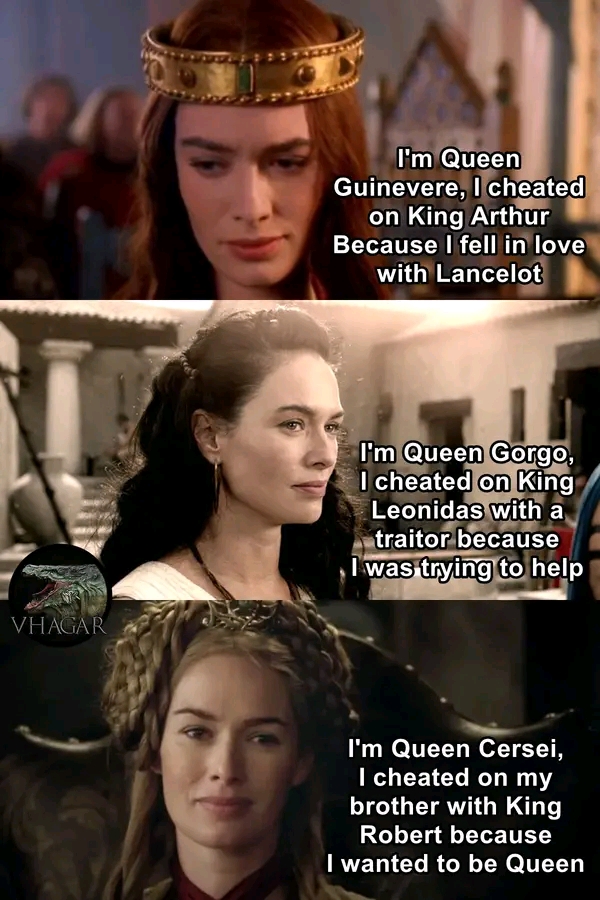 I'm Queen
Guinevere, I cheated
on King Arthur
Because I fell in love
with Lancelot
I'm Queen Gorgo,
I cheated on King
Leonidas with a
traitor because
I was trying to help
VHAGAR
I'm Queen Cersei,
I cheated on my
brother with King
Robert because
I wanted to be Queen